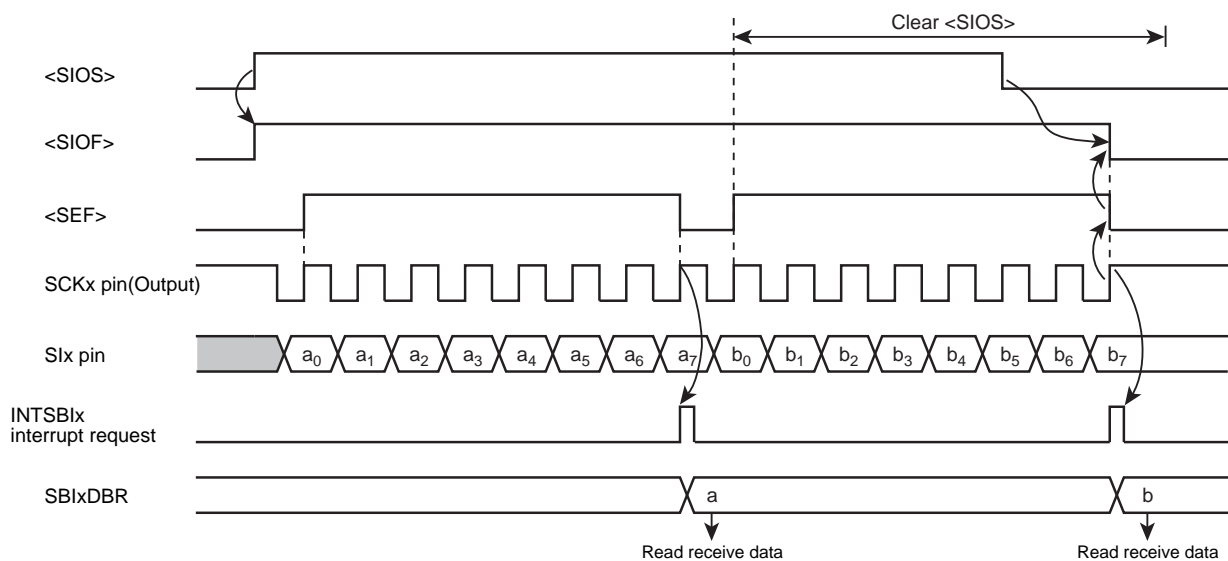 Clear <SIOS>
<SIOS>
<SIOF>
<SEF>
SCKx pin(Output)
SIx pin
a₀ a₁ a₂ a₃ a₄ a₅ a₆ a₇ b₀ b₁ b₂ b₃ b₄ b₅ b₆ b₇
INTSBIx
interrupt request
SBIxDBR
a b
Read receive data Read receive data